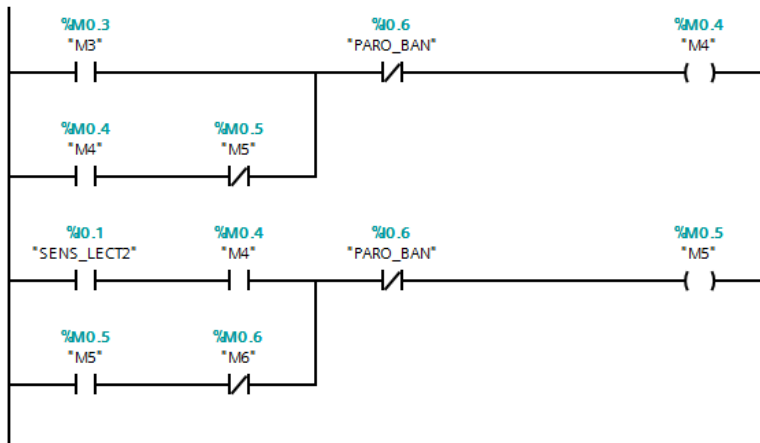 %M0.3 %I0.6 %M0.4
"M3" "PARO_BAN" "M4"
%M0.4 %M0.5
"M4" "M5"
%I0.1 %M0.4 %I0.6 %M0.5
"SENS_LECT2" "M4" "PARO_BAN" "M5"
%M0.5 %M0.6
"M5" "M6"